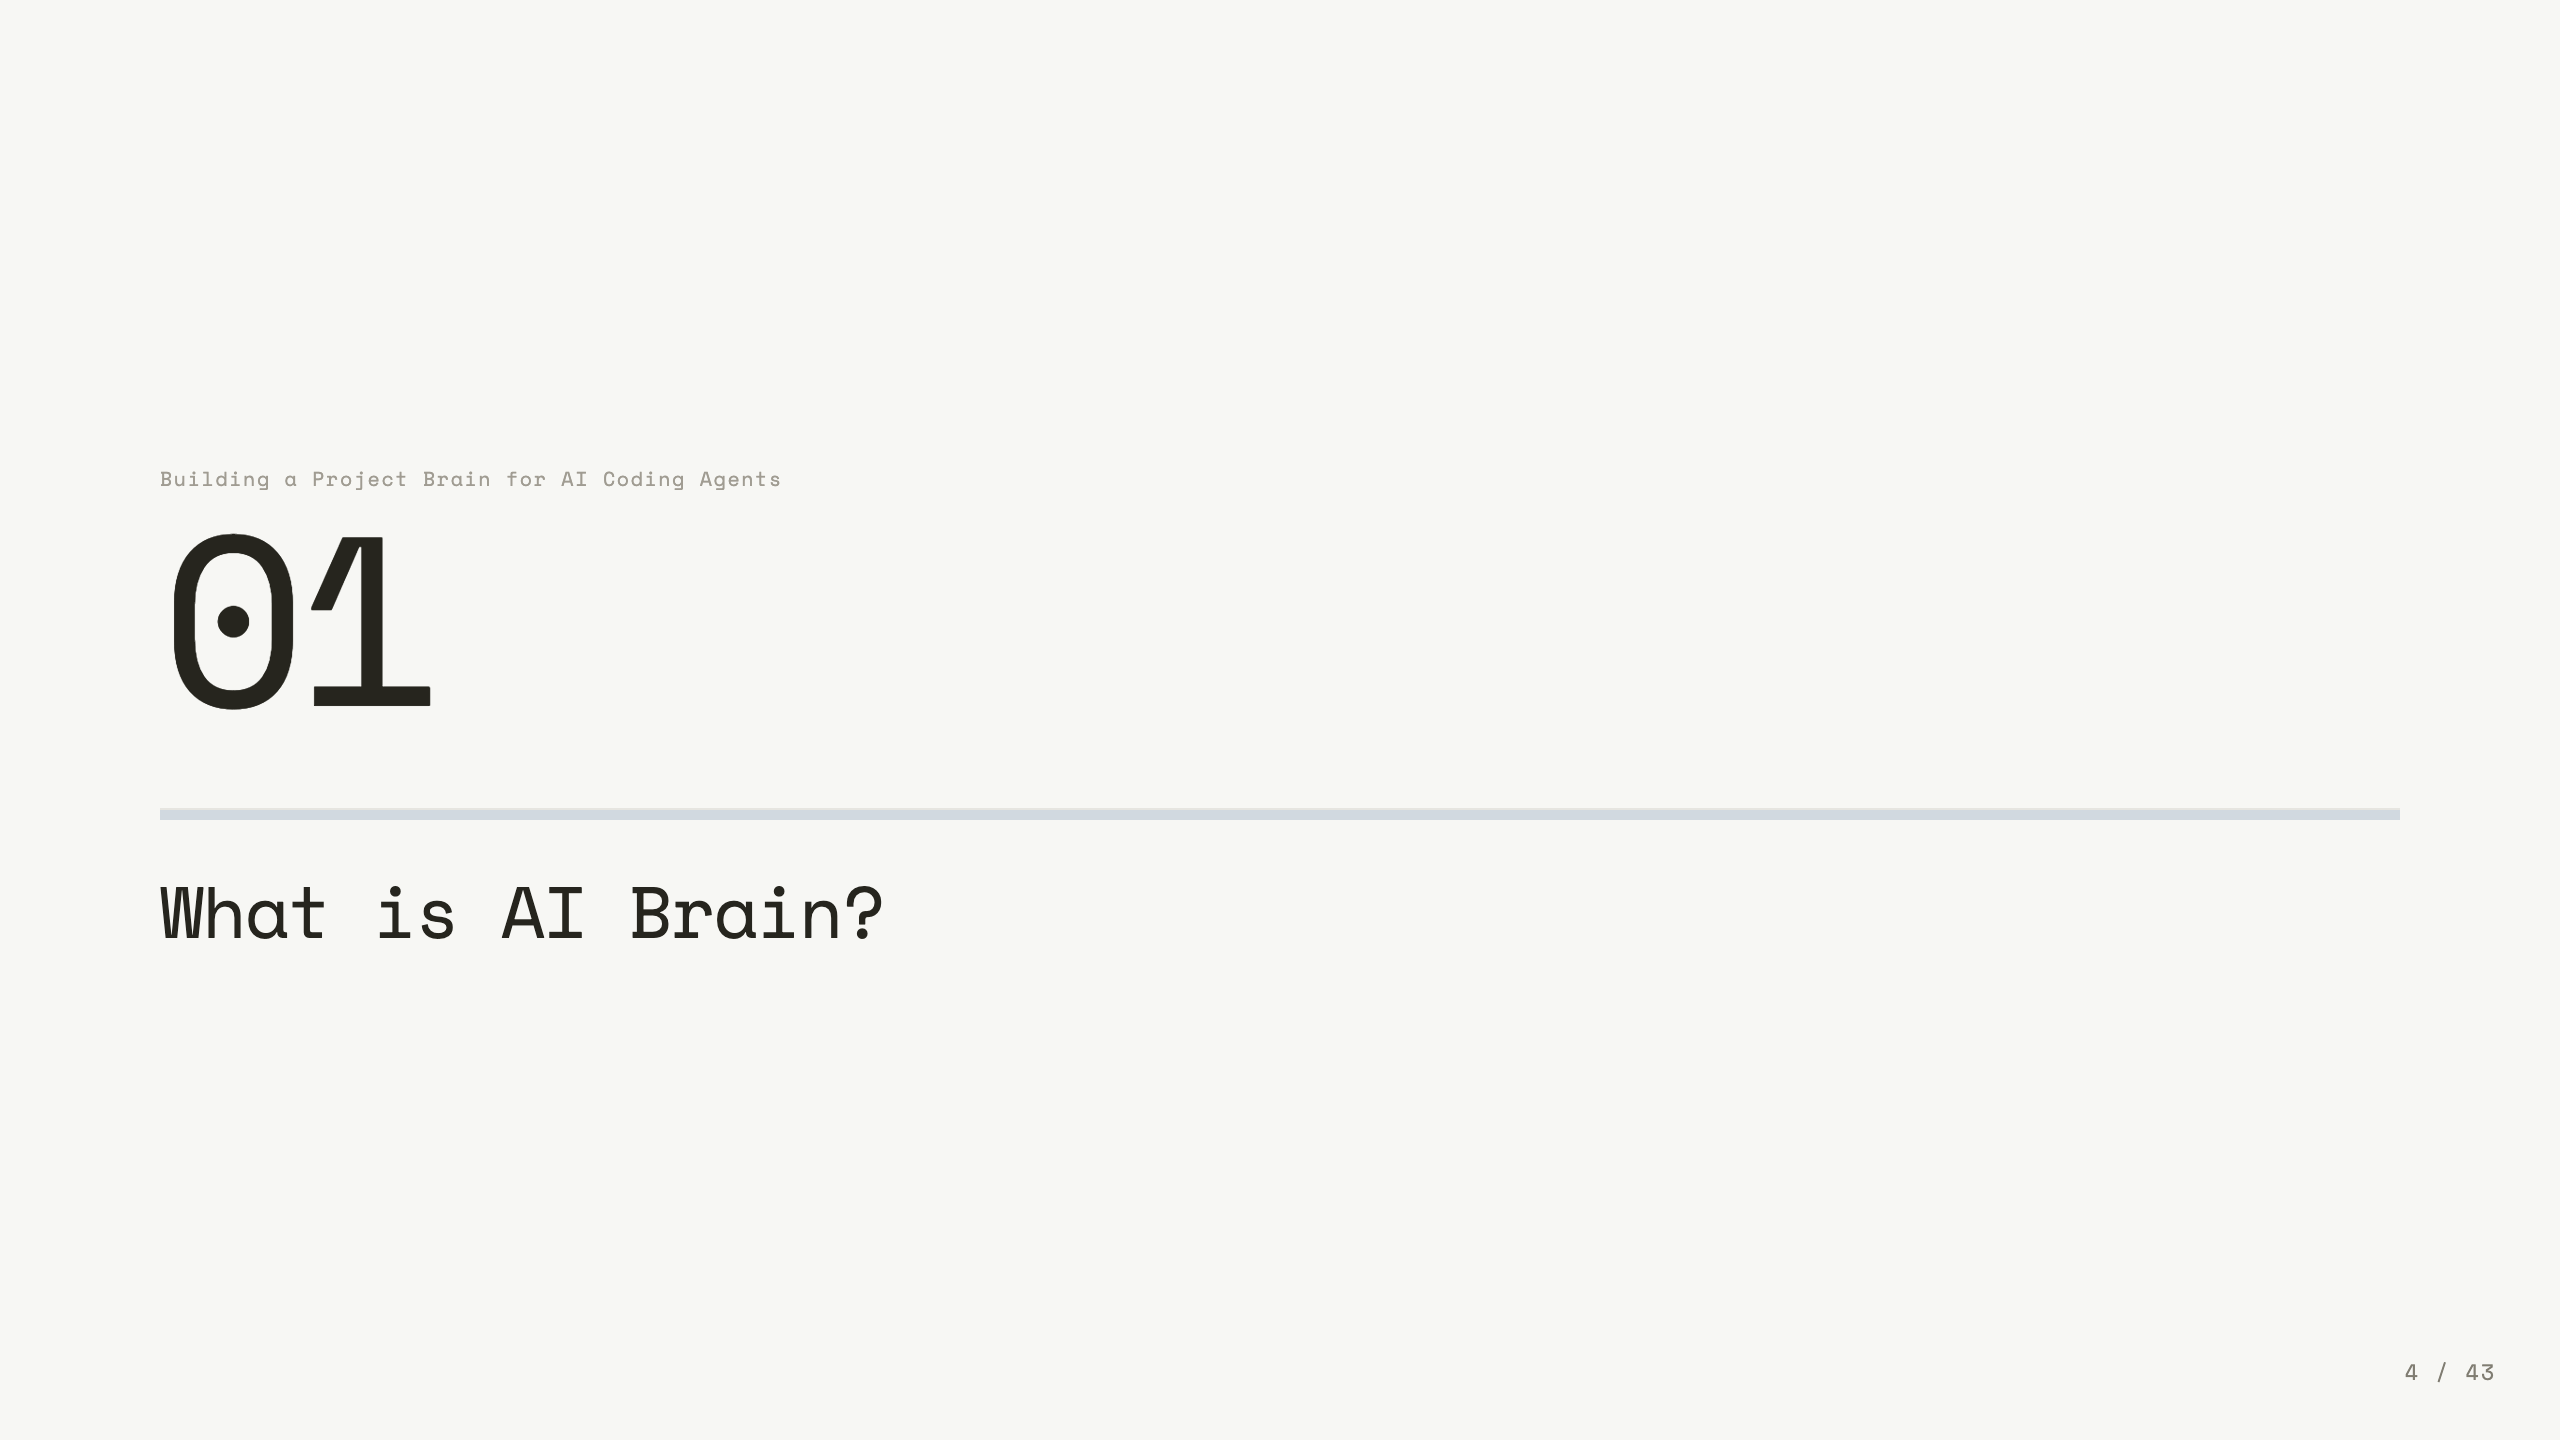 Building a Project Brain for AI Coding Agents
01
What is AI Brain?
4 / 43